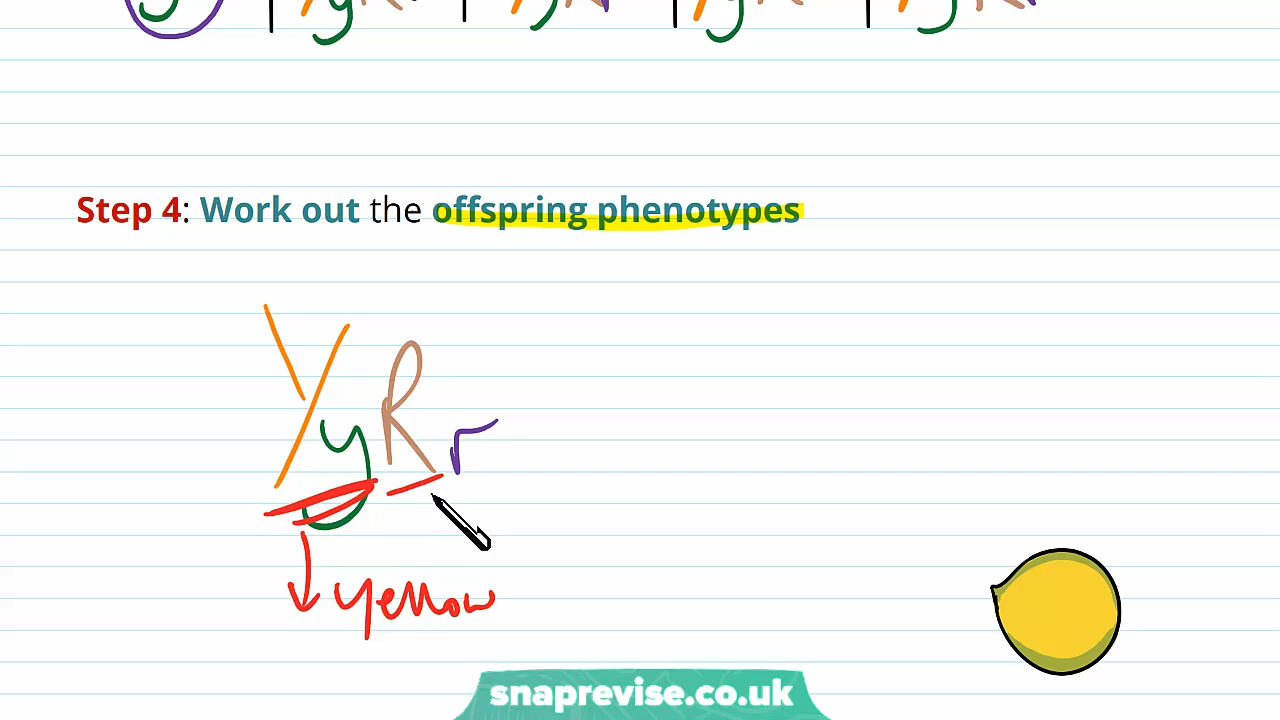 Step 4: Work out the offspring phenotypes
YyRr
yellow
snaprevise.co.uk